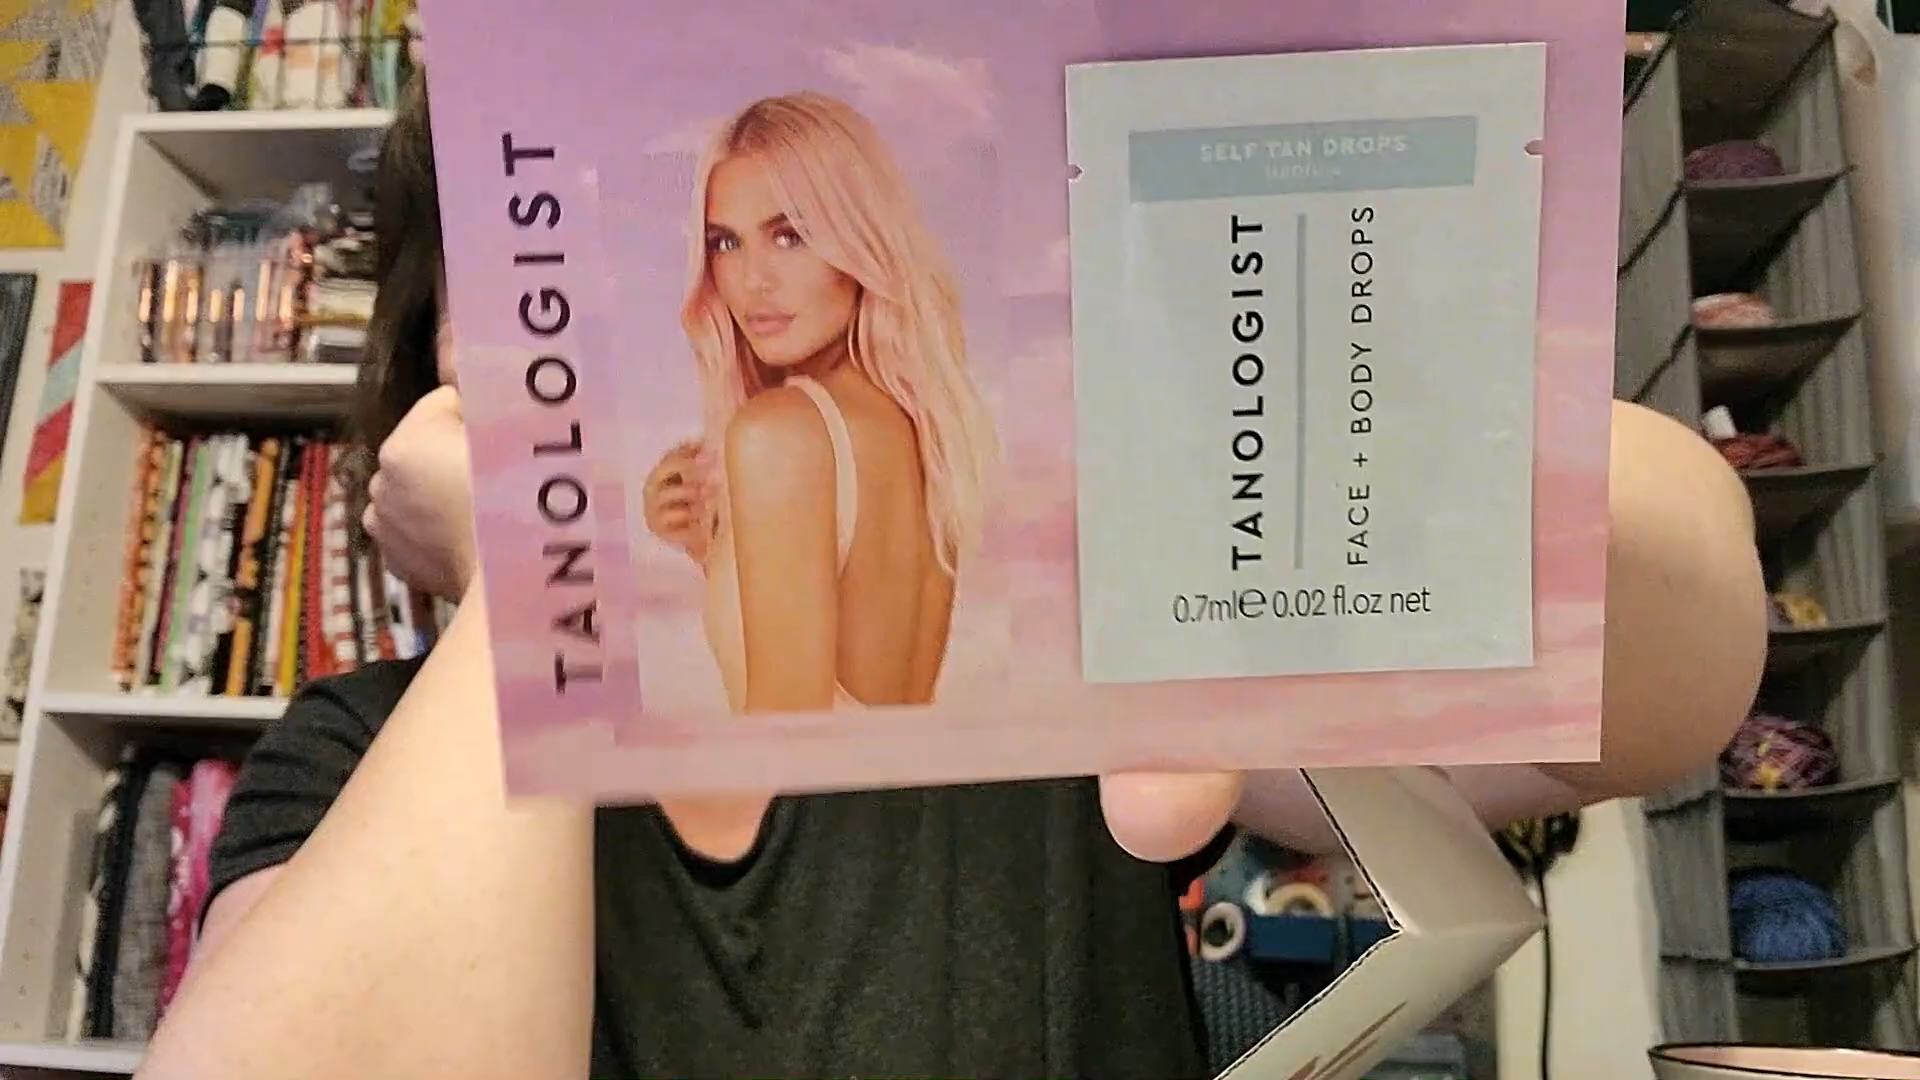 TANOLOGIST
SELF TAN DROPS
TANOLOGIST
FACE + BODY DROPS
0.7ml℮ 0.02 fl.oz net